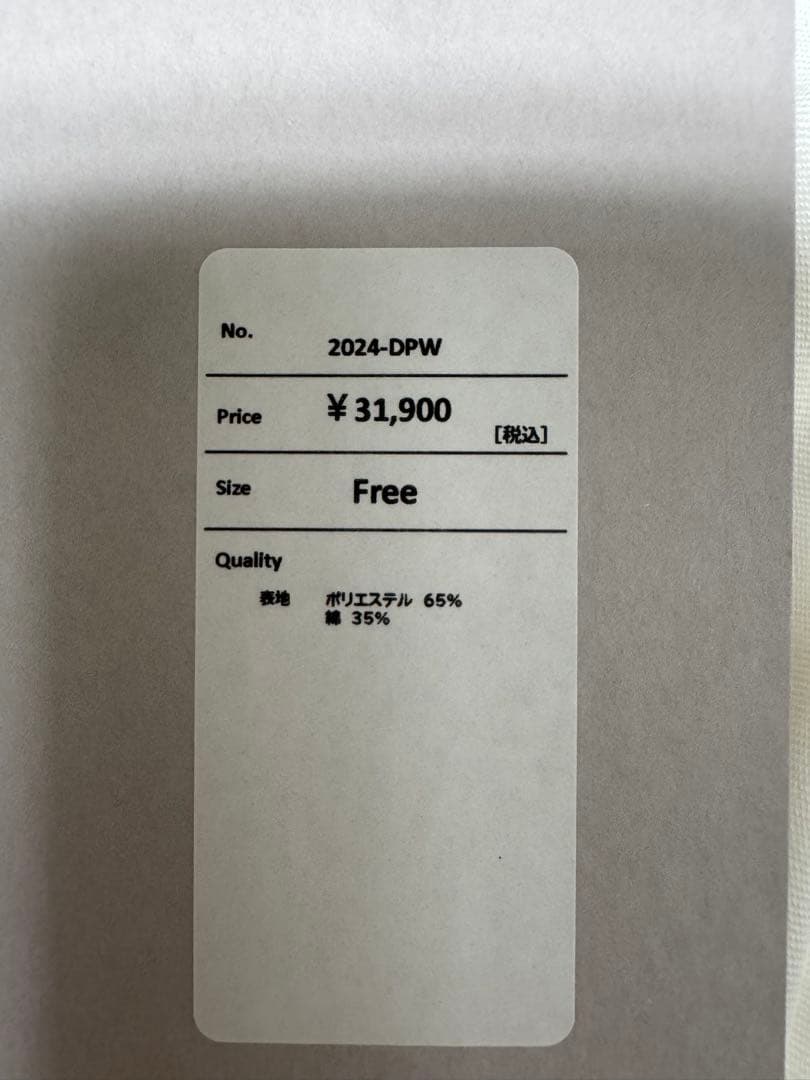 No. 2024-DPW
Price ¥31,900 [税込]
Size Free
Quality
表地 ポリエステル 65%
綿 35%